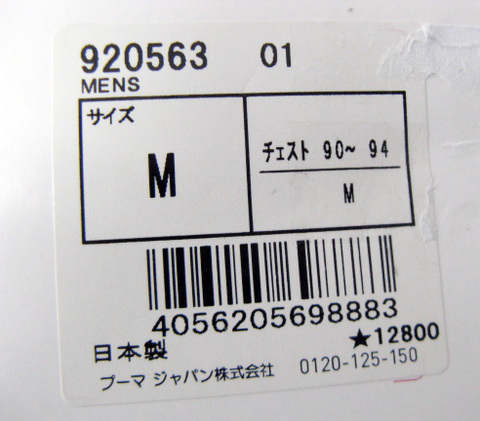 920563 01
MENS
サイズ
M
チェスト 90~ 94
M
4056205698883
★12800
日本製
プーマ ジャパン株式会社 0120-125-150